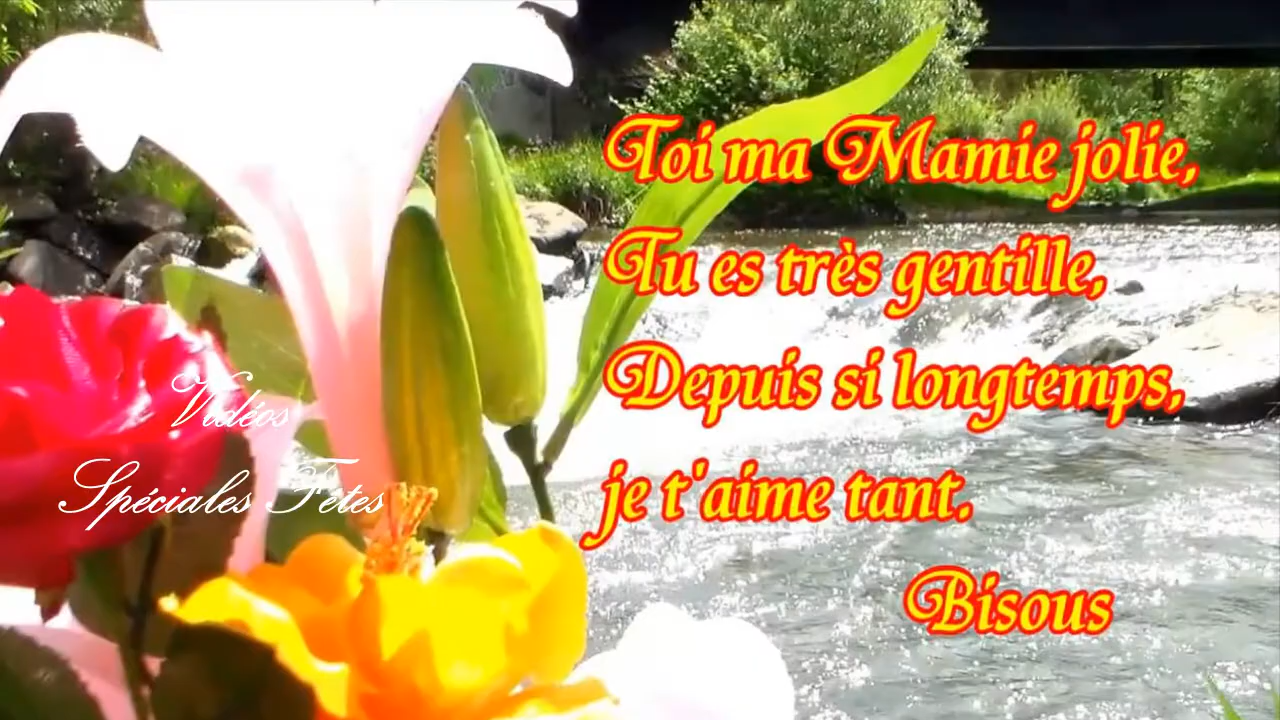 Toi ma Mamie jolie,
Tu es très gentille,
Depuis si longtemps,
je t'aime tant.
Bisous
Vidéos
Spéciales Fêtes